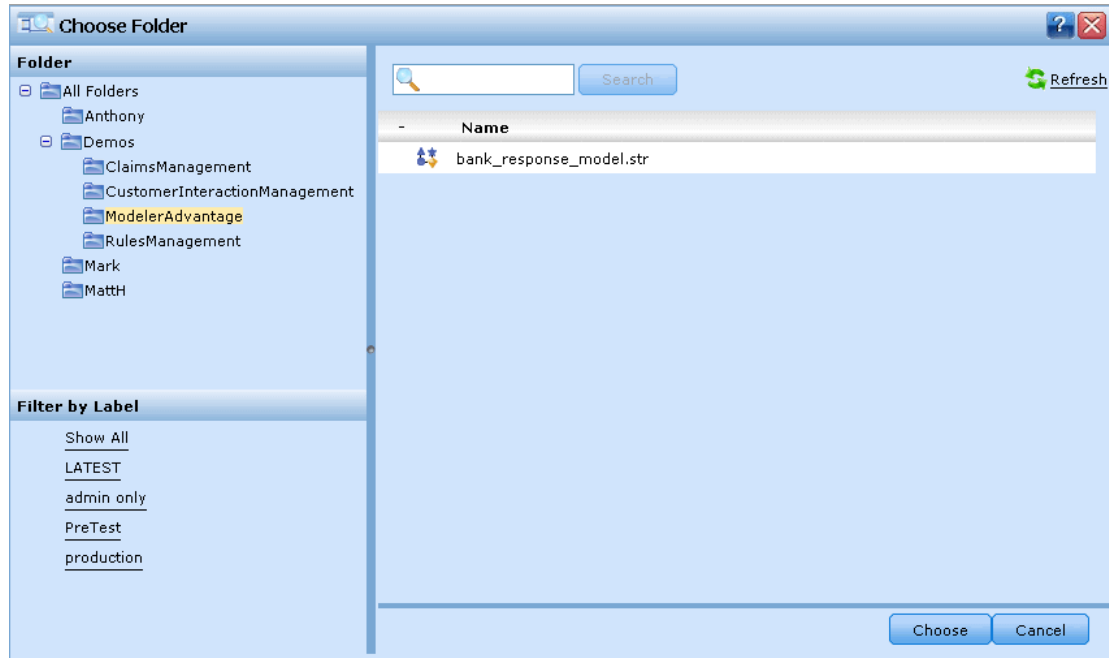 Choose Folder
?
Folder
All Folders
Anthony
Demos
ClaimsManagement
CustomerInteractionManagement
ModelerAdvantage
RulesManagement
Mark
MattH
Filter by Label
Show All
LATEST
admin only
PreTest
production
Search
Refresh
- Name
bank_response_model.str
Choose Cancel